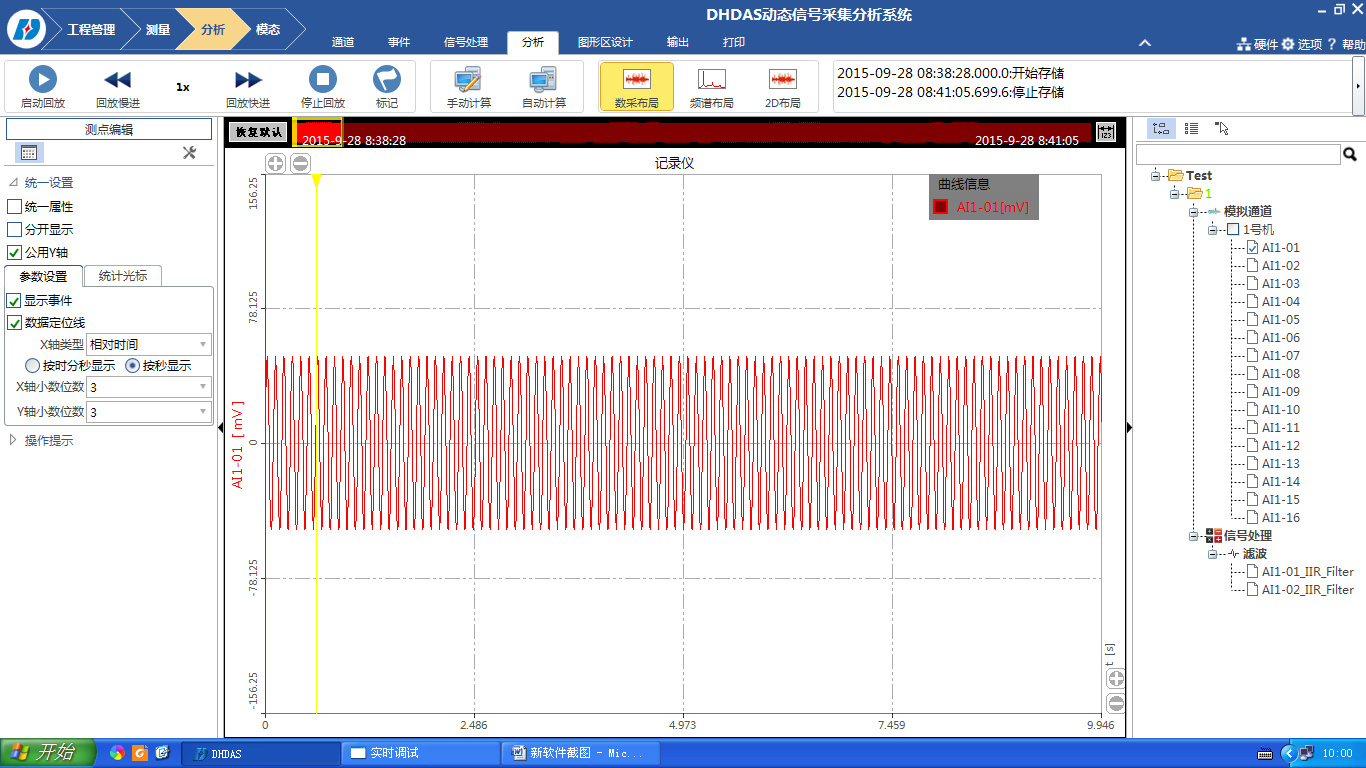 DHDAS动态信号采集分析系统
工程管理 测量 分析 模态
通道 事件 信号处理 分析 图形区设计 输出 打印
硬件 选项 ? 帮助
启动回放 回放慢进 1x 回放快进 停止回放 标记
手动计算 自动计算
数采布局 频谱布局 2D布局
2015-09-28 08:38:28.000.0:开始存储
2015-09-28 08:41:05.699.6:停止存储
测点编辑
统一设置
统一属性
分开显示
公用Y轴
参数设置 统计光标
显示事件
数据定位线
X轴类型 相对时间
按时分秒显示 按秒显示
X轴小数位数 3
Y轴小数位数 3
操作提示
恢复默认 2015-9-28 8:38:28 2015-9-28 8:41:05 123
记录仪
曲线信息
AI1-01[mV]
156.25
78.125
0
-78.125
-156.25
AI1-01 [ mV ]
t [s]
0 2.486 4.973 7.459 9.946
Test
1
模拟通道
1号机
AI1-01
AI1-02
AI1-03
AI1-04
AI1-05
AI1-06
AI1-07
AI1-08
AI1-09
AI1-10
AI1-11
AI1-12
AI1-13
AI1-14
AI1-15
AI1-16
信号处理
滤波
AI1-01_IIR_Filter
AI1-02_IIR_Filter
开始 DHDAS 实时调试 新软件截图 - Mic... 10:00